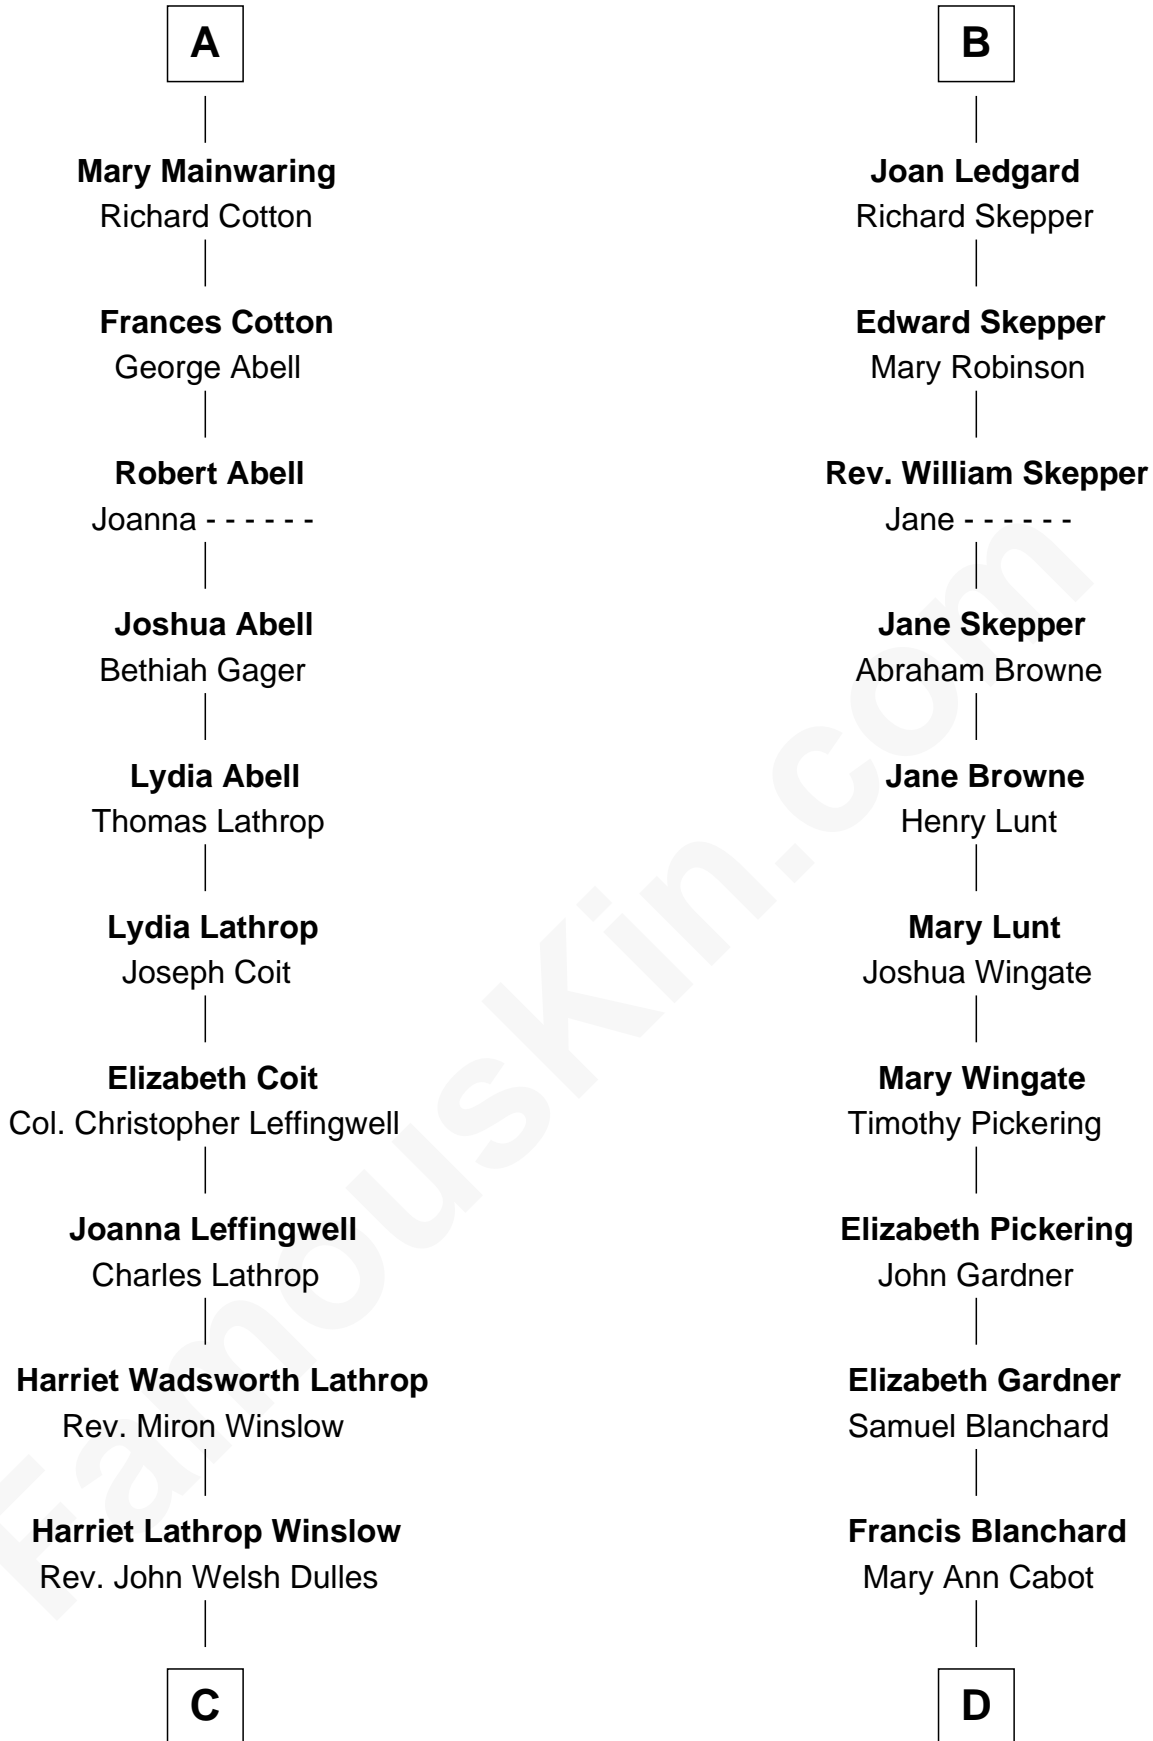 A
Mary Mainwaring
Richard Cotton
Frances Cotton
George Abell
Robert Abell
Joanna - - - - - -
Joshua Abell
Bethiah Gager
Lydia Abell
Thomas Lathrop
Lydia Lathrop
Joseph Coit
Elizabeth Coit
Col. Christopher Leffingwell
Joanna Leffingwell
Charles Lathrop
Harriet Wadsworth Lathrop
Rev. Miron Winslow
Harriet Lathrop Winslow
Rev. John Welsh Dulles
C
B
Joan Ledgard
Richard Skepper
Edward Skepper
Mary Robinson
Rev. William Skepper
Jane - - - - - -
Jane Skepper
Abraham Browne
Jane Browne
Henry Lunt
Mary Lunt
Joshua Wingate
Mary Wingate
Timothy Pickering
Elizabeth Pickering
John Gardner
Elizabeth Gardner
Samuel Blanchard
Francis Blanchard
Mary Ann Cabot
D
FamousKin.com